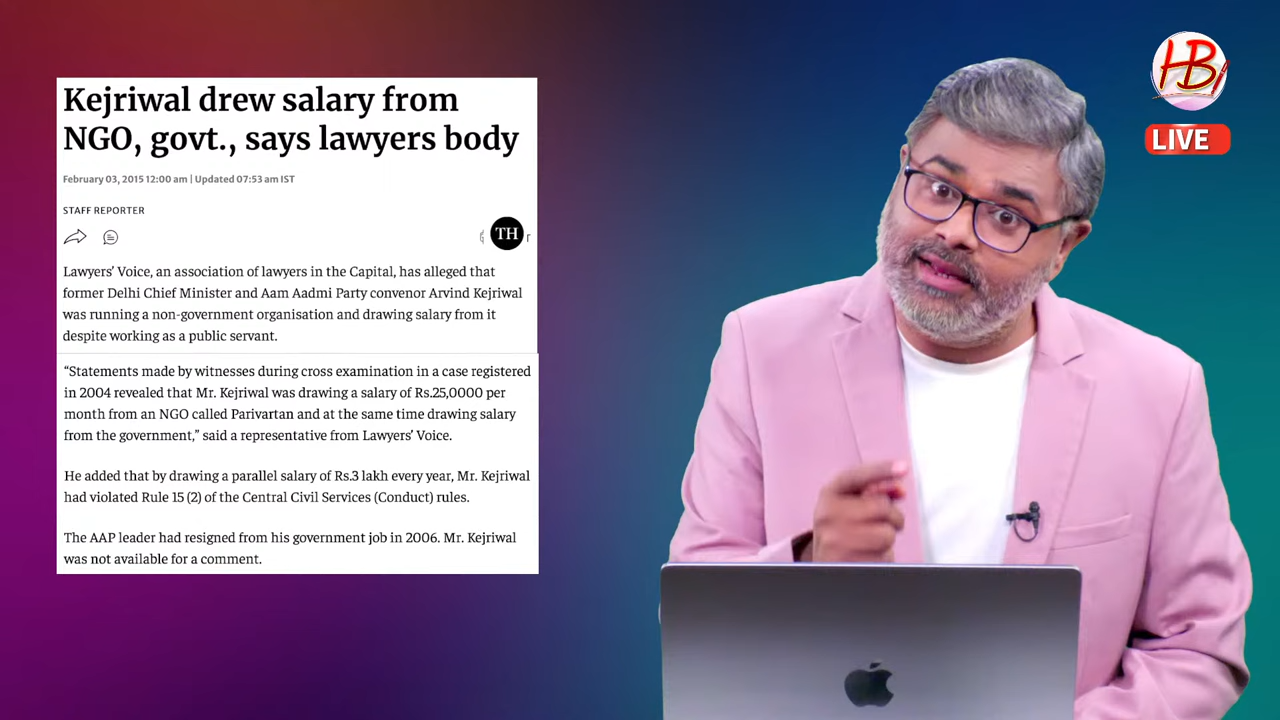 Kejriwal drew salary from
NGO, govt., says lawyers body
February 03, 2015 12:00 am | Updated 07:53 am IST
STAFF REPORTER
TH
Lawyers’ Voice, an association of lawyers in the Capital, has alleged that
former Delhi Chief Minister and Aam Aadmi Party convenor Arvind Kejriwal
was running a non-government organisation and drawing salary from it
despite working as a public servant.
“Statements made by witnesses during cross examination in a case registered
in 2004 revealed that Mr. Kejriwal was drawing a salary of Rs.25,0000 per
month from an NGO called Parivartan and at the same time drawing salary
from the government,” said a representative from Lawyers’ Voice.
He added that by drawing a parallel salary of Rs.3 lakh every year, Mr. Kejriwal
had violated Rule 15 (2) of the Central Civil Services (Conduct) rules.
The AAP leader had resigned from his government job in 2006. Mr. Kejriwal
was not available for a comment.
HB
LIVE